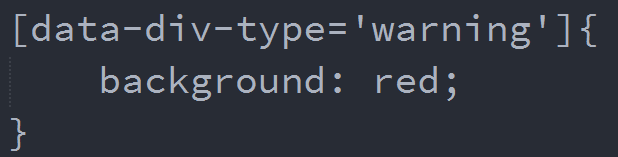 [data-div-type='warning']{
    background: red;
}